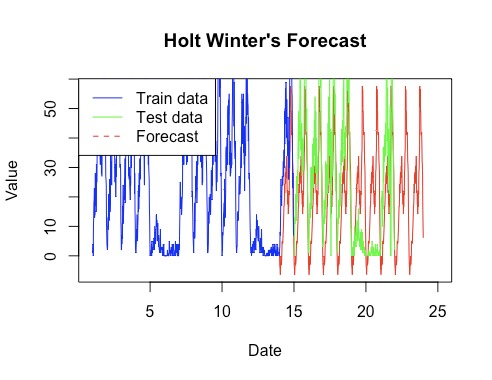 Holt Winter's Forecast
Train data
Test data
Forecast
Value
0 10 30 50
5 10 15 20 25
Date